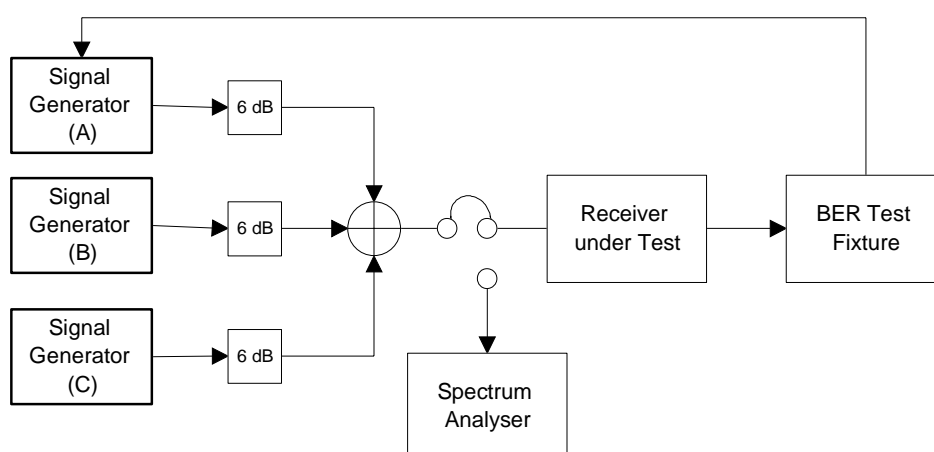 Signal
Generator
(A)
6 dB
Signal
Generator
(B)
6 dB
Signal
Generator
(C)
6 dB
Receiver
under Test
BER Test
Fixture
Spectrum
Analyser